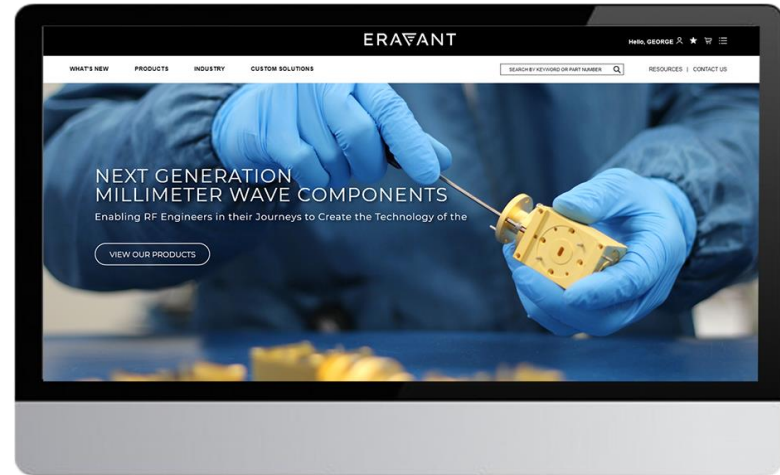 ERAVANT
Hello, GEORGE
WHAT'S NEW PRODUCTS INDUSTRY CUSTOM SOLUTIONS SEARCH BY KEYWORD OR PART NUMBER RESOURCES | CONTACT US
NEXT GENERATION
MILLIMETER WAVE COMPONENTS
Enabling RF Engineers in their Journeys to Create the Technology of the
VIEW OUR PRODUCTS